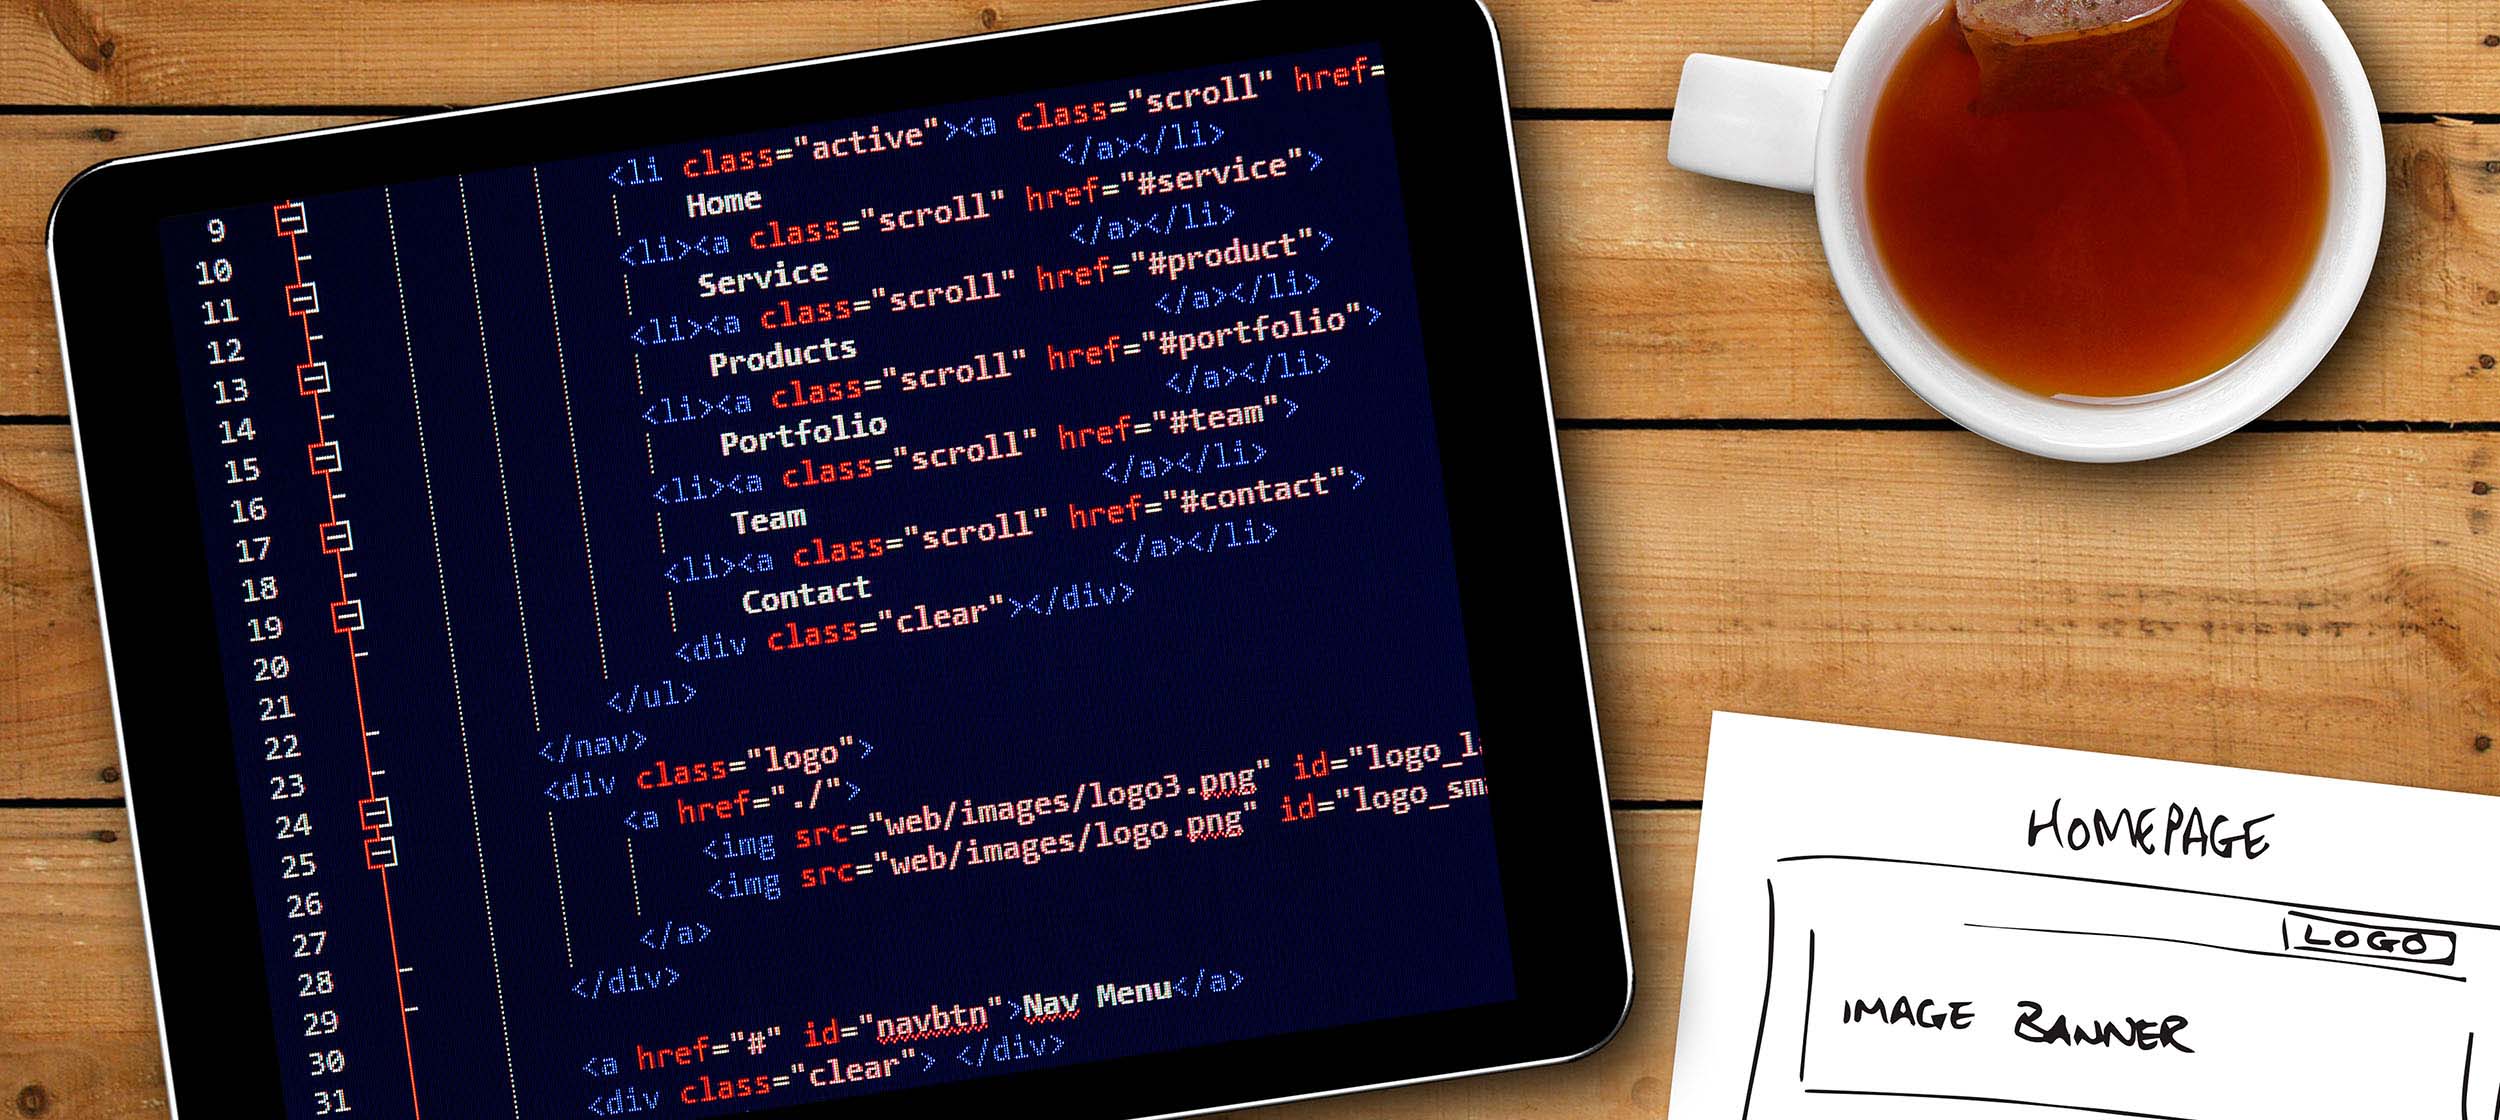 <li class="active"><a class="scroll" href=
Home </a></li>
<li><a class="scroll" href="#service">
Service </a></li>
<li><a class="scroll" href="#product">
Products </a></li>
<li><a class="scroll" href="#portfolio">
Portfolio </a></li>
<li><a class="scroll" href="#team">
Team </a></li>
<li><a class="scroll" href="#contact">
Contact </a></li>
<div class="clear"></div>
</ul>
</nav>
<div class="logo">
<a href="./">
<img src="web/images/logo3.png" id="logo_l
<img src="web/images/logo.png" id="logo_sm
</a>
</div>
<a href="#" id="navbtn">Nav Menu</a>
<div class="clear"> </div>
9
10
11
12
13
14
15
16
17
18
19
20
21
22
23
24
25
26
27
28
29
30
31
HOMEPAGE
LOGO
IMAGE BANNER